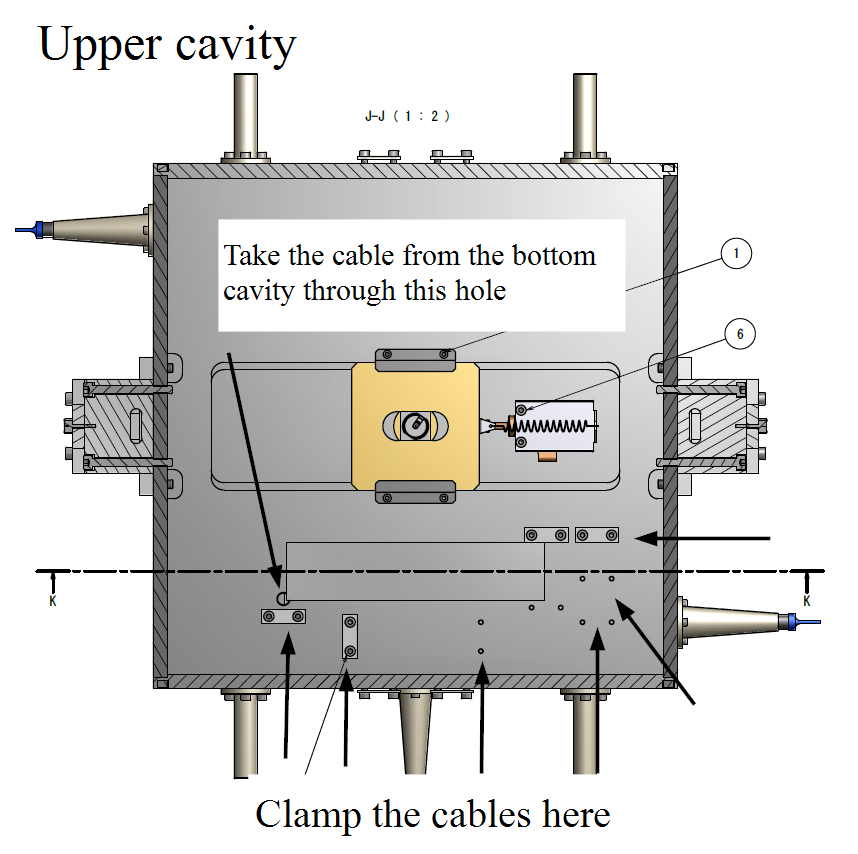 Upper cavity
J-J ( 1 : 2 )
Take the cable from the bottom
cavity through this hole
1
6
K
K
Clamp the cables here